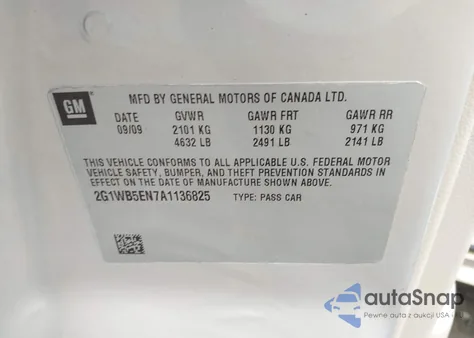 GM
MFD BY GENERAL MOTORS OF CANADA LTD.
DATE GVWR GAWR FRT GAWR RR
09/09 2101 KG 1130 KG 971 KG
4632 LB 2491 LB 2141 LB
THIS VEHICLE CONFORMS TO ALL APPLICABLE U.S. FEDERAL MOTOR
VEHICLE SAFETY, BUMPER, AND THEFT PREVENTION STANDARDS IN
EFFECT ON THE DATE OF MANUFACTURE SHOWN ABOVE.
2G1WB5EN7A1136825 TYPE: PASS CAR
autaSnap
Pewne auta z aukcji USA